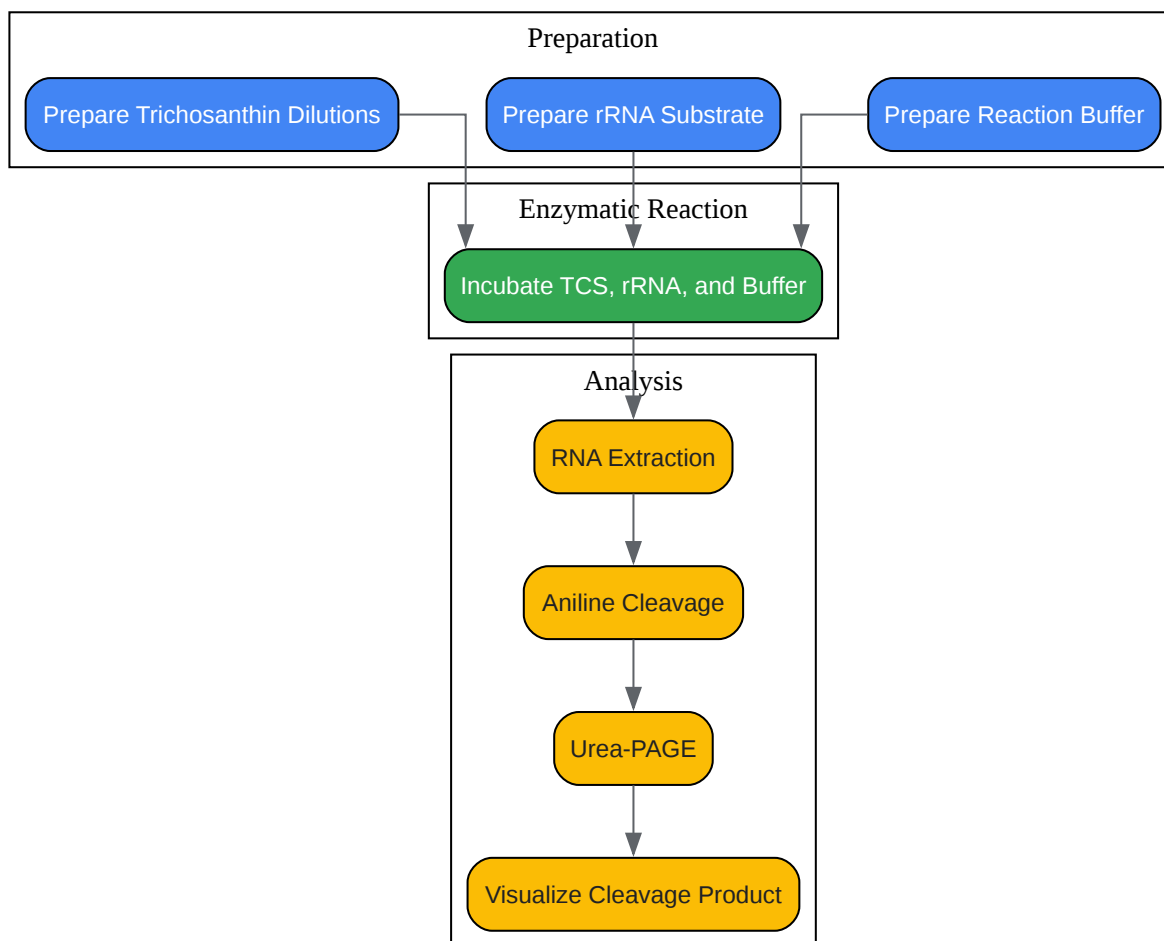 Preparation
Prepare Trichosanthin Dilutions
Prepare rRNA Substrate
Prepare Reaction Buffer
Enzymatic Reaction
Incubate TCS, rRNA, and Buffer
Analysis
RNA Extraction
Aniline Cleavage
Urea-PAGE
Visualize Cleavage Product